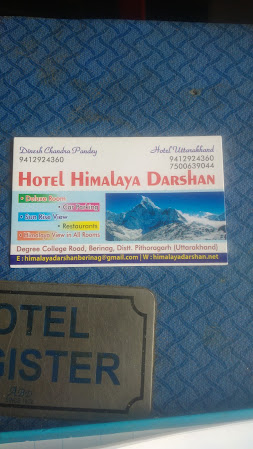 Dinesh Chandra Pandey
9412924360
Hotel Uttarakhand
9412924360
7500639044
HOTEL HIMALAYA DARSHAN
Deluxe Room
Car Parking
Sun Rise View
Restaurants
Himalaya View in All Rooms
Degree College Road, Berinag, Distt. Pithoragarh (Uttarakhand)
E : himalayadarshanberinag@gmail.com | W : himalayadarshan.net
OTEL
GISTER